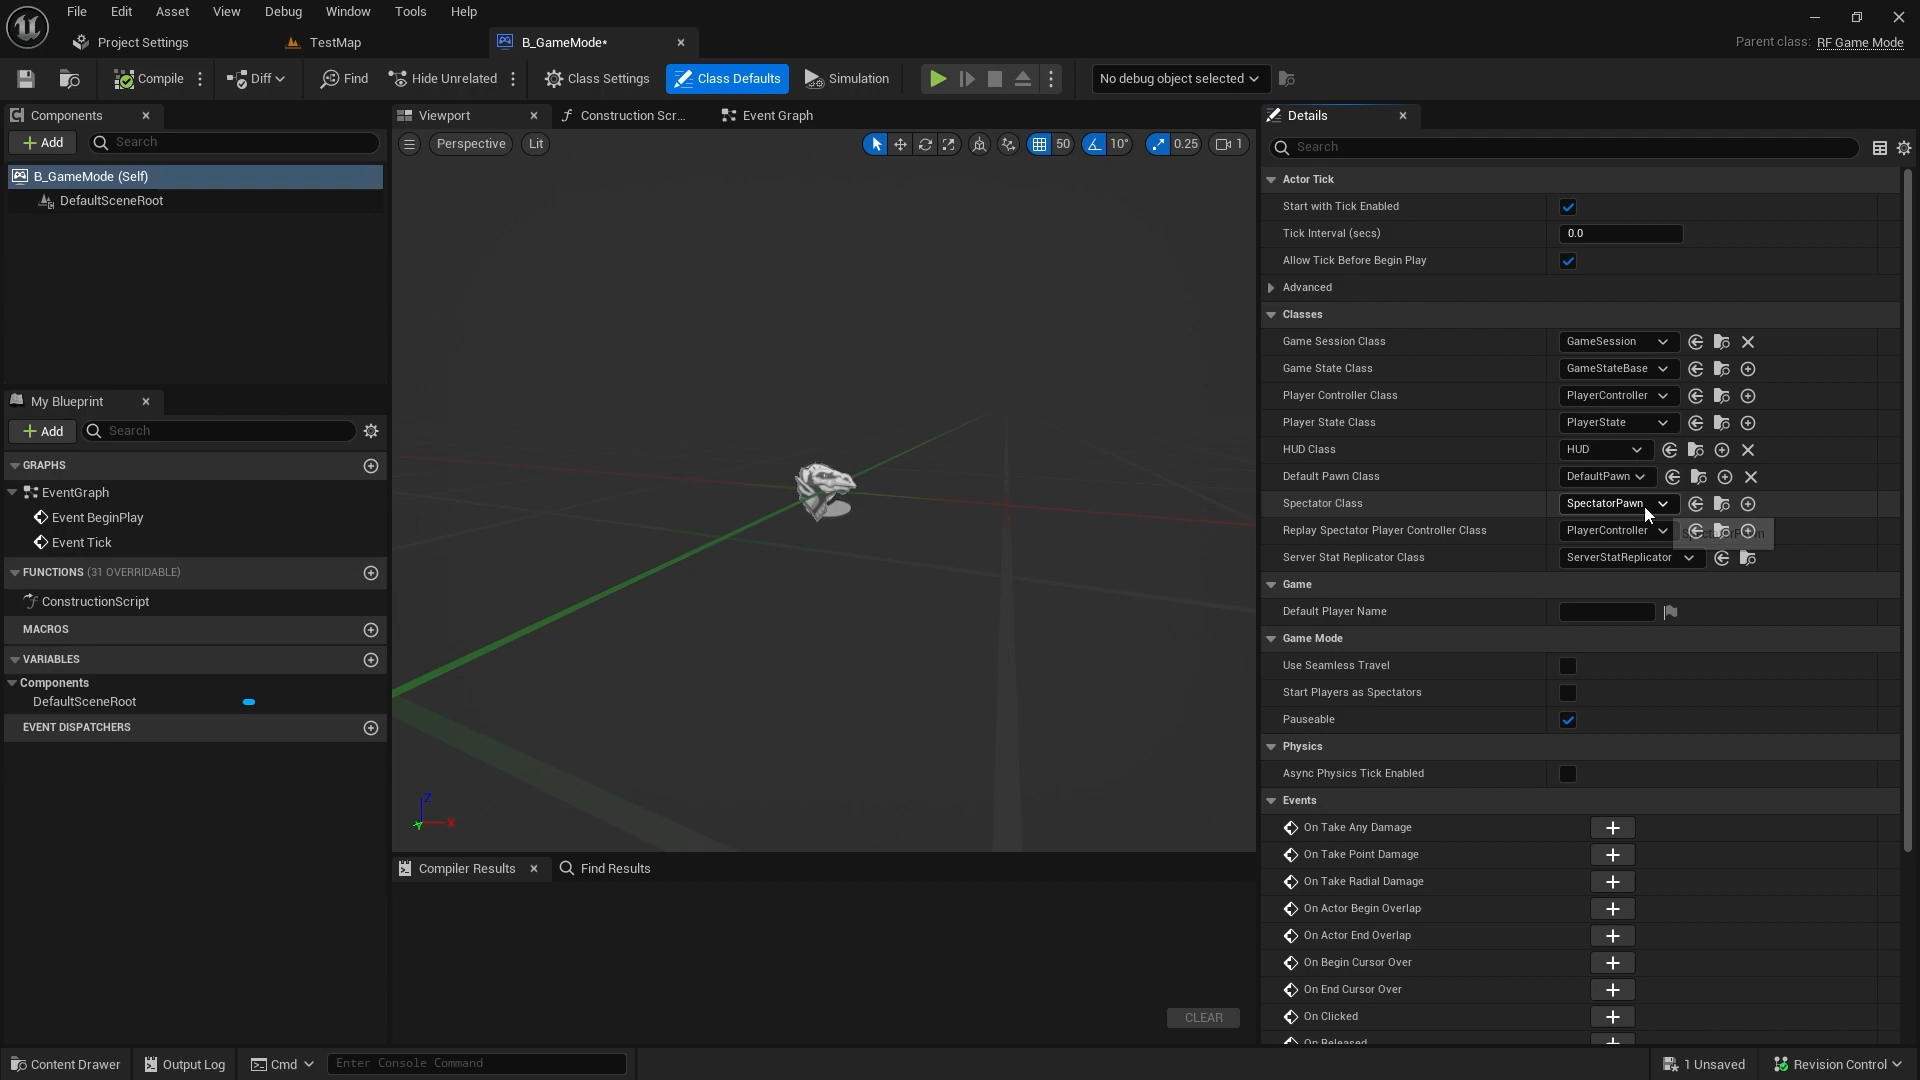 File Edit Asset View Debug Window Tools Help
Project Settings TestMap B_GameMode* Parent class: RF Game Mode
Compile Diff Find Hide Unrelated Class Settings Class Defaults Simulation No debug object selected
Components
Add Search
B_GameMode (Self)
DefaultSceneRoot
My Blueprint
Add Search
GRAPHS
EventGraph
Event BeginPlay
Event Tick
FUNCTIONS (31 OVERRIDABLE)
ConstructionScript
MACROS
VARIABLES
Components
DefaultSceneRoot
EVENT DISPATCHERS
Viewport Construction Scr... Event Graph
Perspective Lit 50 10° 0.25 1
Z
Y X
Compiler Results Find Results
CLEAR
Details
Search
Actor Tick
Start with Tick Enabled
Tick Interval (secs) 0.0
Allow Tick Before Begin Play
Advanced
Classes
Game Session Class GameSession
Game State Class GameStateBase
Player Controller Class PlayerController
Player State Class PlayerState
HUD Class HUD
Default Pawn Class DefaultPawn
Spectator Class SpectatorPawn
Replay Spectator Player Controller Class PlayerController
Server Stat Replicator Class ServerStatReplicator
Game
Default Player Name
Game Mode
Use Seamless Travel
Start Players as Spectators
Pauseable
Physics
Async Physics Tick Enabled
Events
On Take Any Damage
On Take Point Damage
On Take Radial Damage
On Actor Begin Overlap
On Actor End Overlap
On Begin Cursor Over
On End Cursor Over
On Clicked
On Released
Content Drawer Output Log Cmd Enter Console Command 1 Unsaved Revision Control